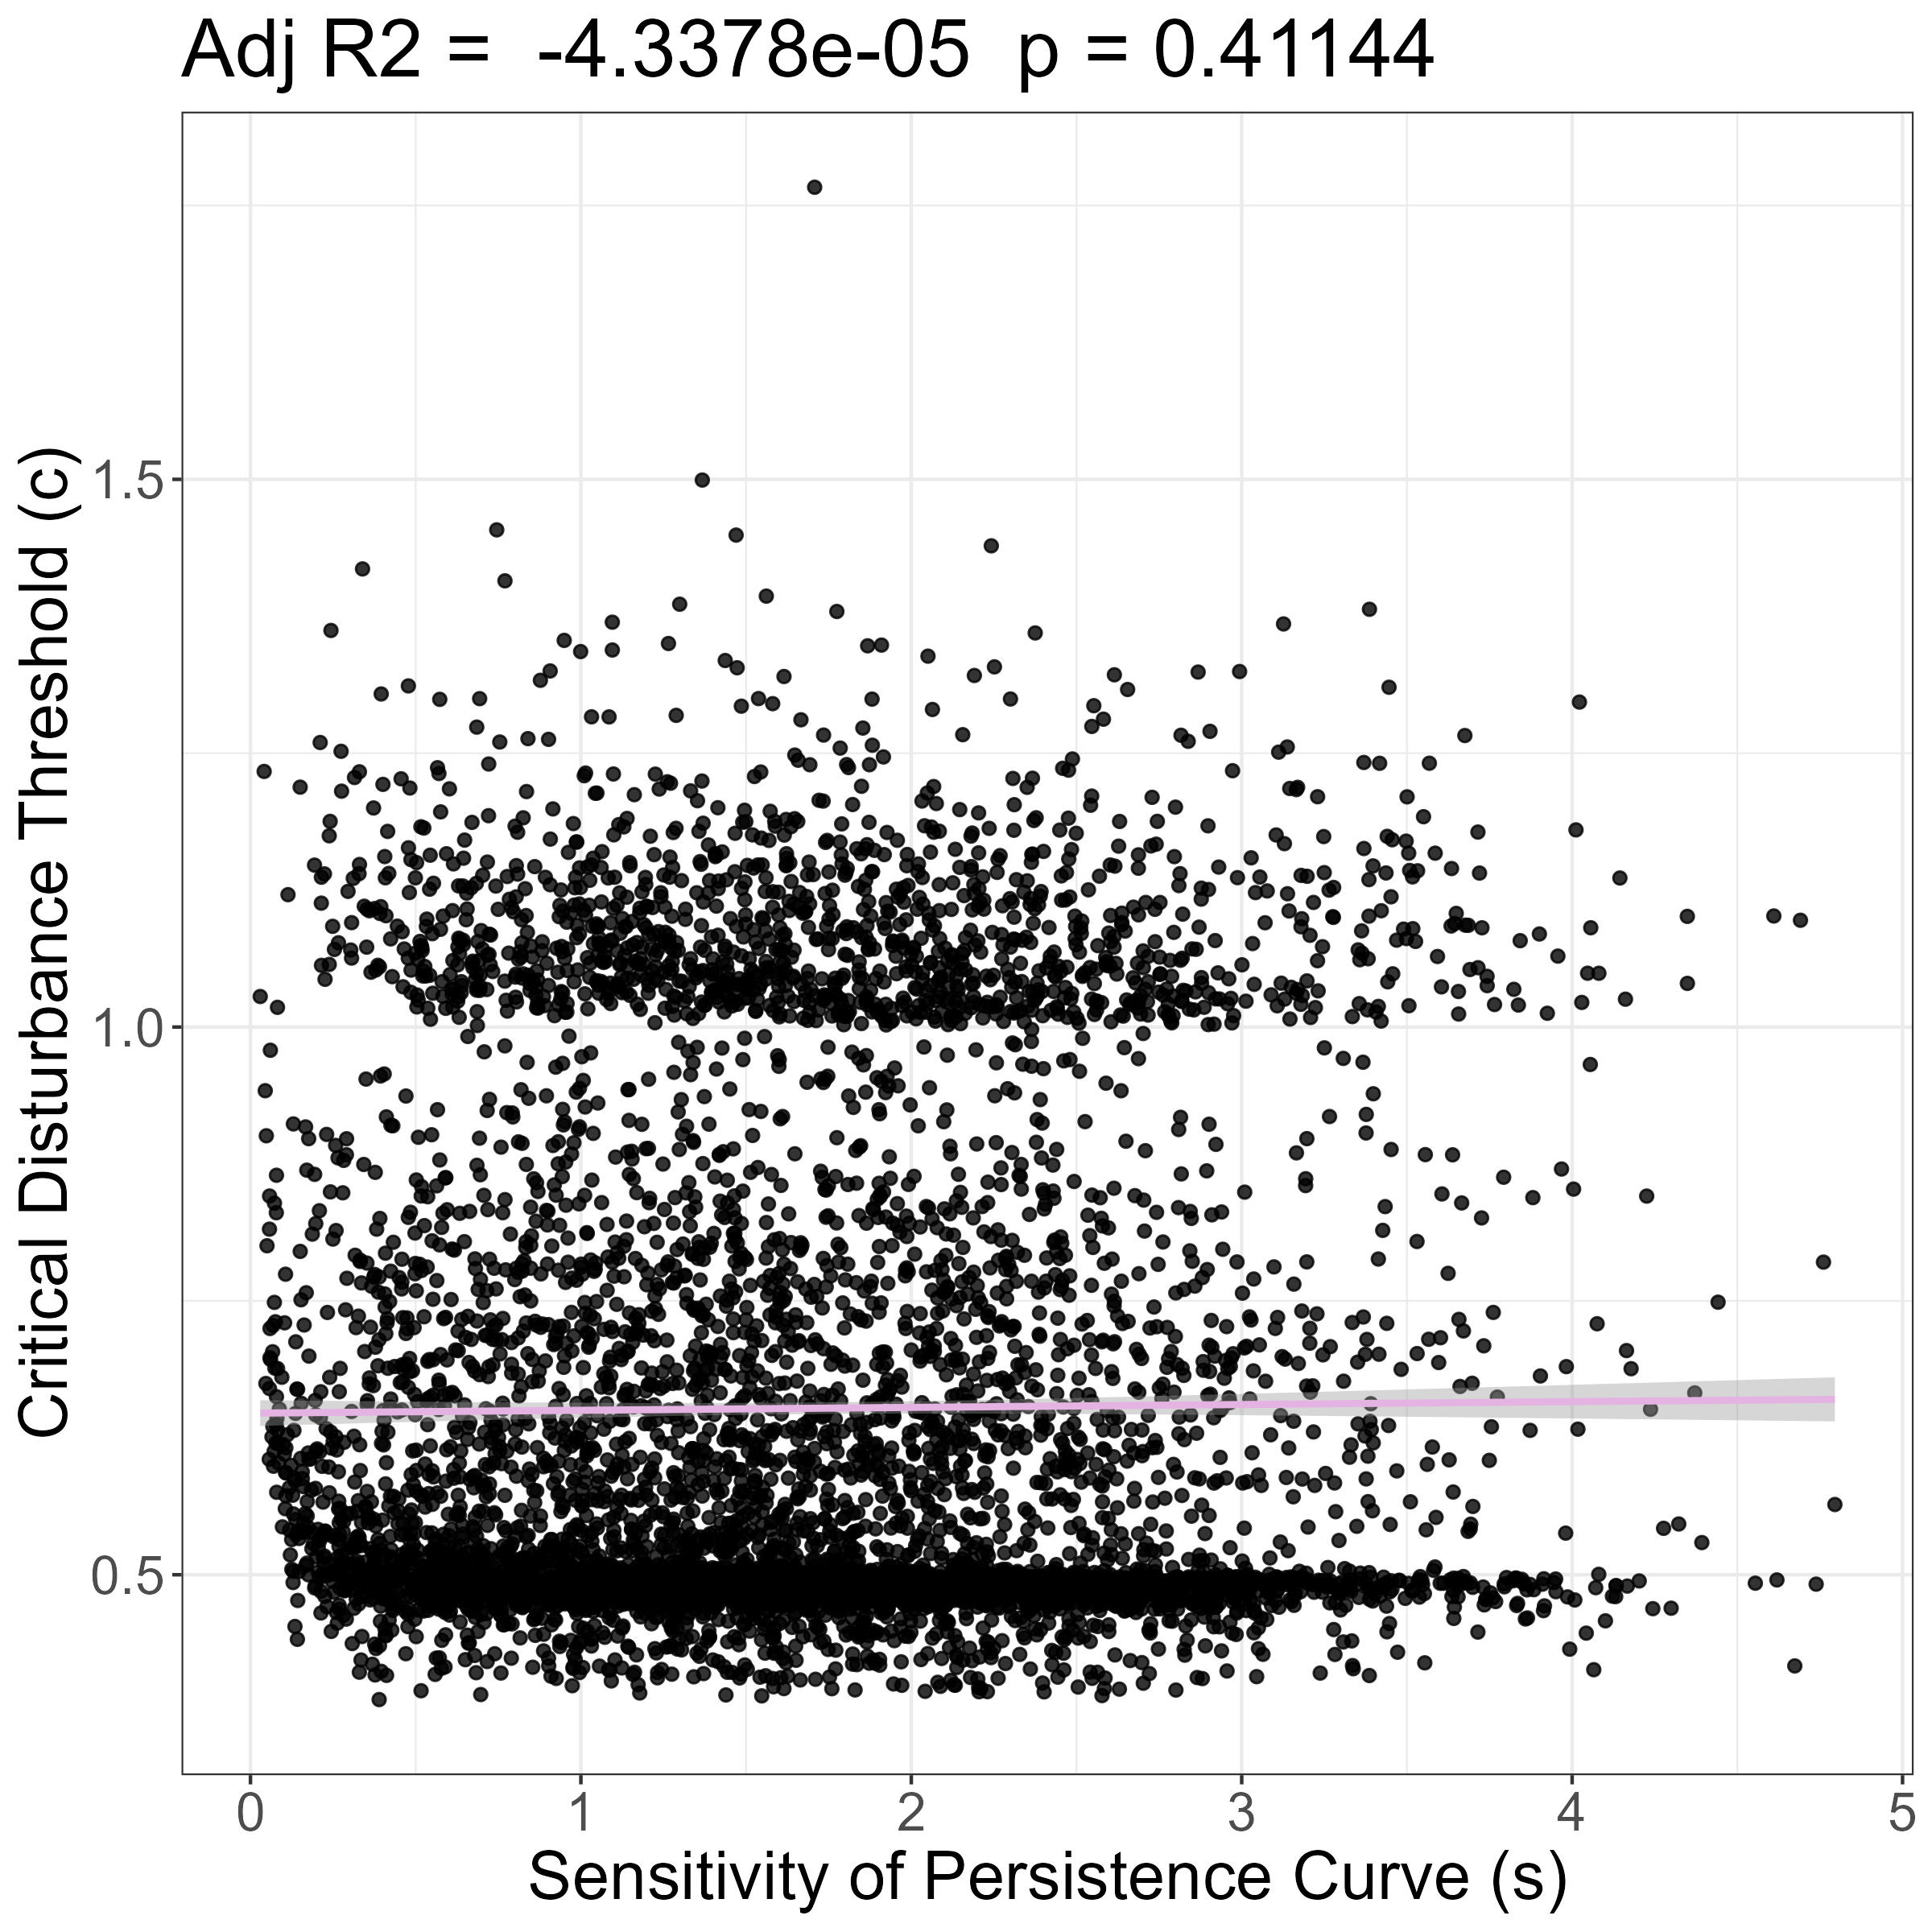 Adj R2 =  -4.3378e-05  p = 0.41144
Critical Disturbance Threshold (c)
1.5
1.0
0.5
0 1 2 3 4 5
Sensitivity of Persistence Curve (s)